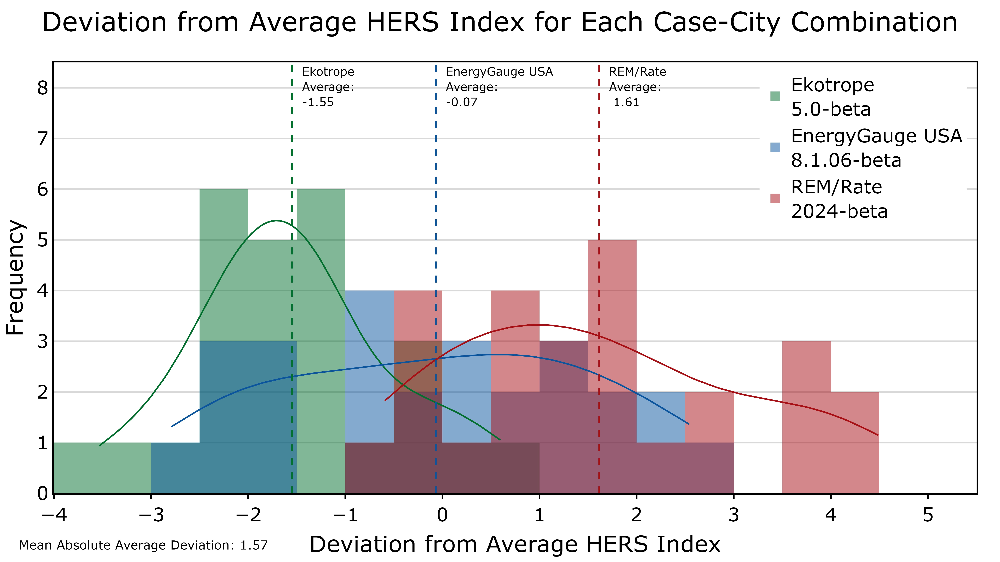 Deviation from Average HERS Index for Each Case-City Combination
Ekotrope
Average:
-1.55
EnergyGauge USA
Average:
-0.07
REM/Rate
Average:
1.61
Ekotrope
5.0-beta
EnergyGauge USA
8.1.06-beta
REM/Rate
2024-beta
Frequency
8
7
6
5
4
3
2
1
0
−4 −3 −2 −1 0 1 2 3 4 5
Deviation from Average HERS Index
Mean Absolute Average Deviation: 1.57